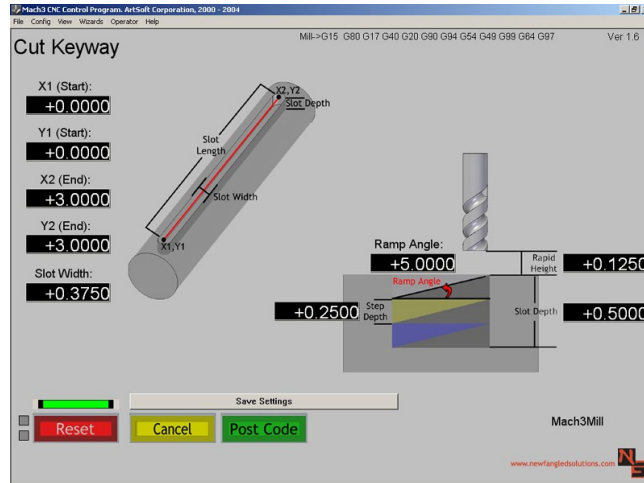 Mach3 CNC Control Program. ArtSoft Corporation, 2000 - 2004
File Config View Wizards Operator Help
Cut Keyway
Mill->G15 G80 G17 G40 G20 G90 G94 G54 G49 G99 G64 G97
Ver 1.6
X1 (Start):
+0.0000
Y1 (Start):
+0.0000
X2 (End):
+3.0000
Y2 (End):
+3.0000
Slot Width:
+0.3750
X2,Y2
Slot Depth
Slot
Length
Slot Width
X1,Y1
Ramp Angle:
+5.0000
Rapid
Height
+0.1250
Ramp Angle
+0.2500
Step
Depth
Slot Depth
+0.5000
Save Settings
Reset
Cancel
Post Code
Mach3Mill
www.newfangledsolutions.com